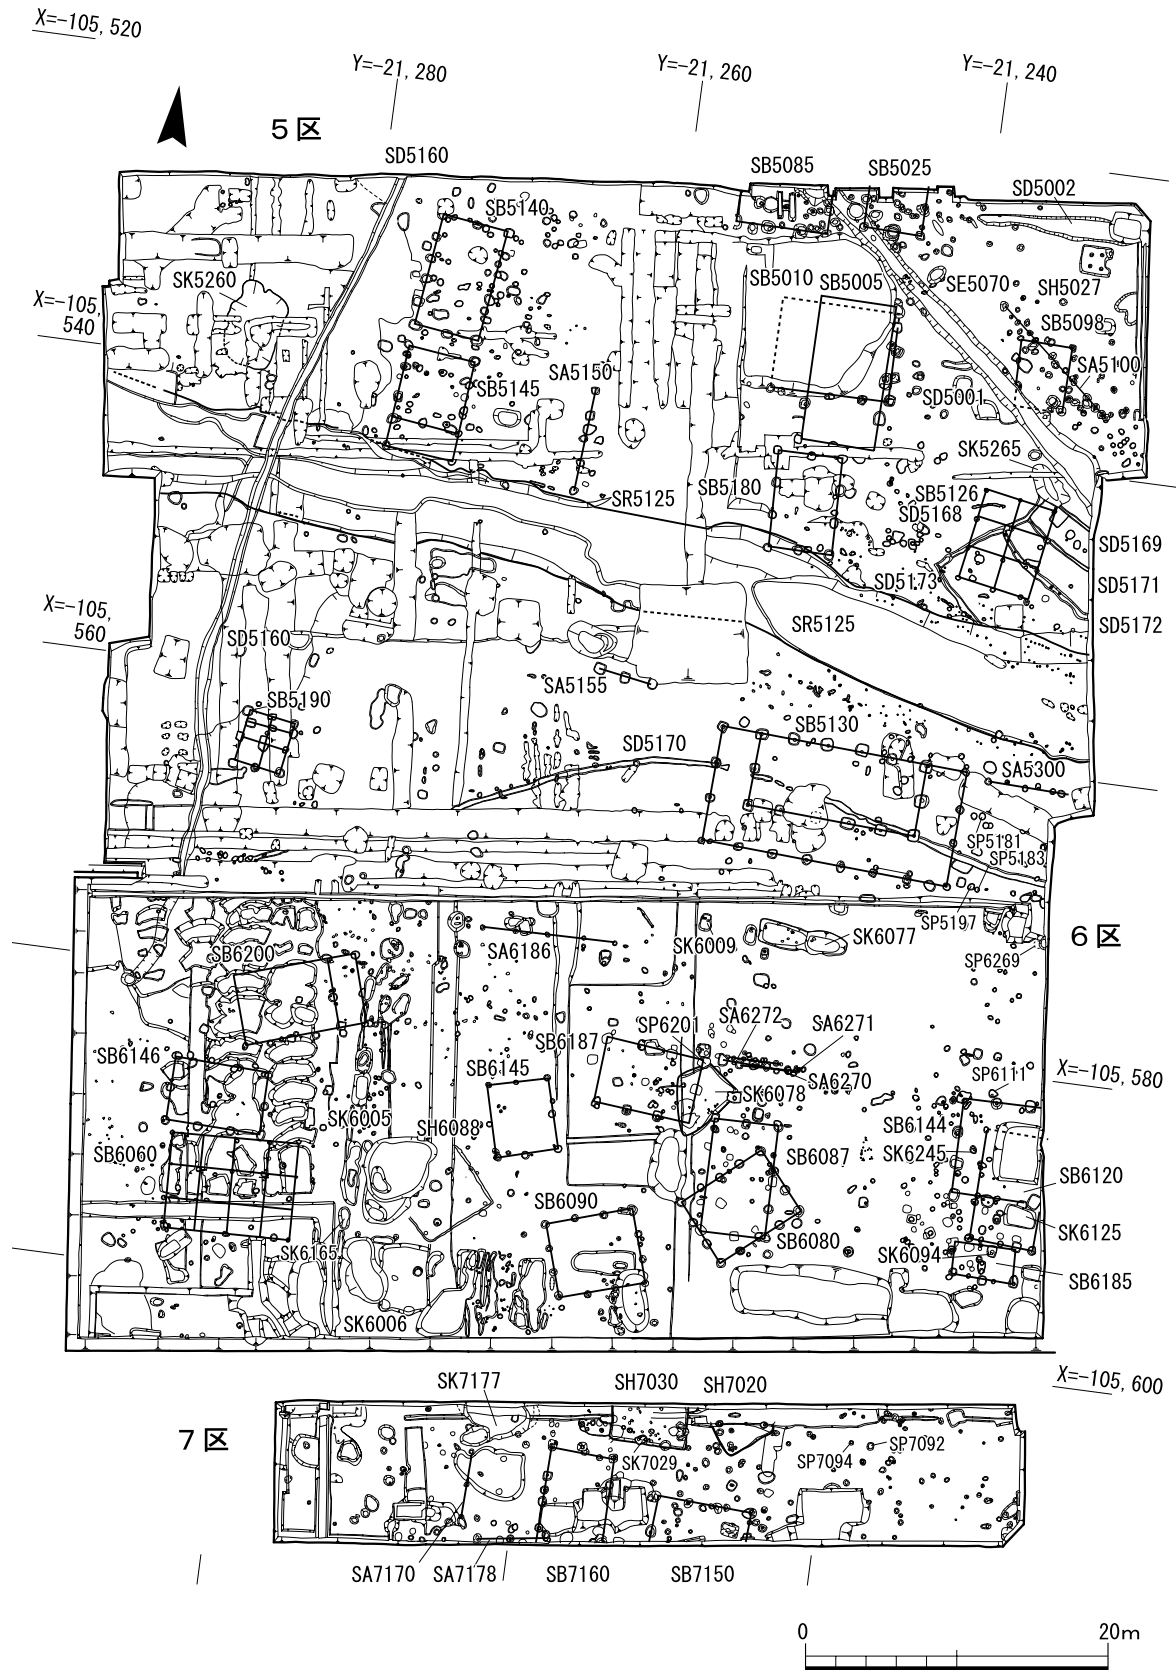 X=-105, 520
Y=-21, 280
Y=-21, 260
Y=-21, 240
5区
SD5160
SB5085
SB5025
SD5002
SB5140
SK5260
SB5010
SB5005
SE5070
SH5027
X=-105,
540
SB5098
SA5150
SB5145
SA5100
SD5001
SK5265
SB5180
SR5125
SB5126
SD5168
SD5169
SD5173
SD5171
X=-105,
560
SD5160
SR5125
SD5172
SA5155
SB5190
SB5130
SD5170
SA5300
SP5181
SP5183
SP5197
6区
SA6186
SK6009
SK6077
SB6200
SP6269
SB6187
SP6201
SA6272
SA6271
SB6146
SB6145
SA6270
SP6111
X=-105, 580
SK6005
SH6088
SK6078
SB6144
SB6060
SB6087
SK6245
SB6120
SB6090
SB6080
SK6125
SK6165
SK6094
SB6185
SK6006
X=-105, 600
SK7177
SH7030
SH7020
7区
SK7029
SP7094
SP7092
SA7170
SA7178
SB7160
SB7150
0
20m